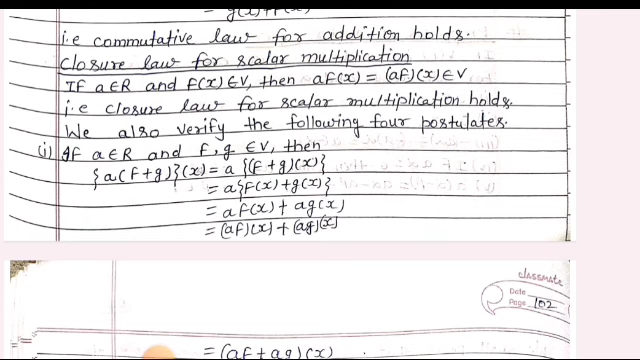 = g(x)+f(x)
i.e commutative law for addition holds.
closure law for scalar multiplication
If a∈R and f(x)∈V, then af(x) = (af)(x)∈V
i.e closure law for scalar multiplication holds.
We also verify the following four postulates.
(i) If a∈R and f, g ∈V, then
{a(f+g)}(x) = a {(f+g)(x)}
= a{f(x)+g(x)}
= af(x)+ag(x)
= (af)(x)+(ag)(x)
classmate
Date
Page 102
= (af+ag)(x)